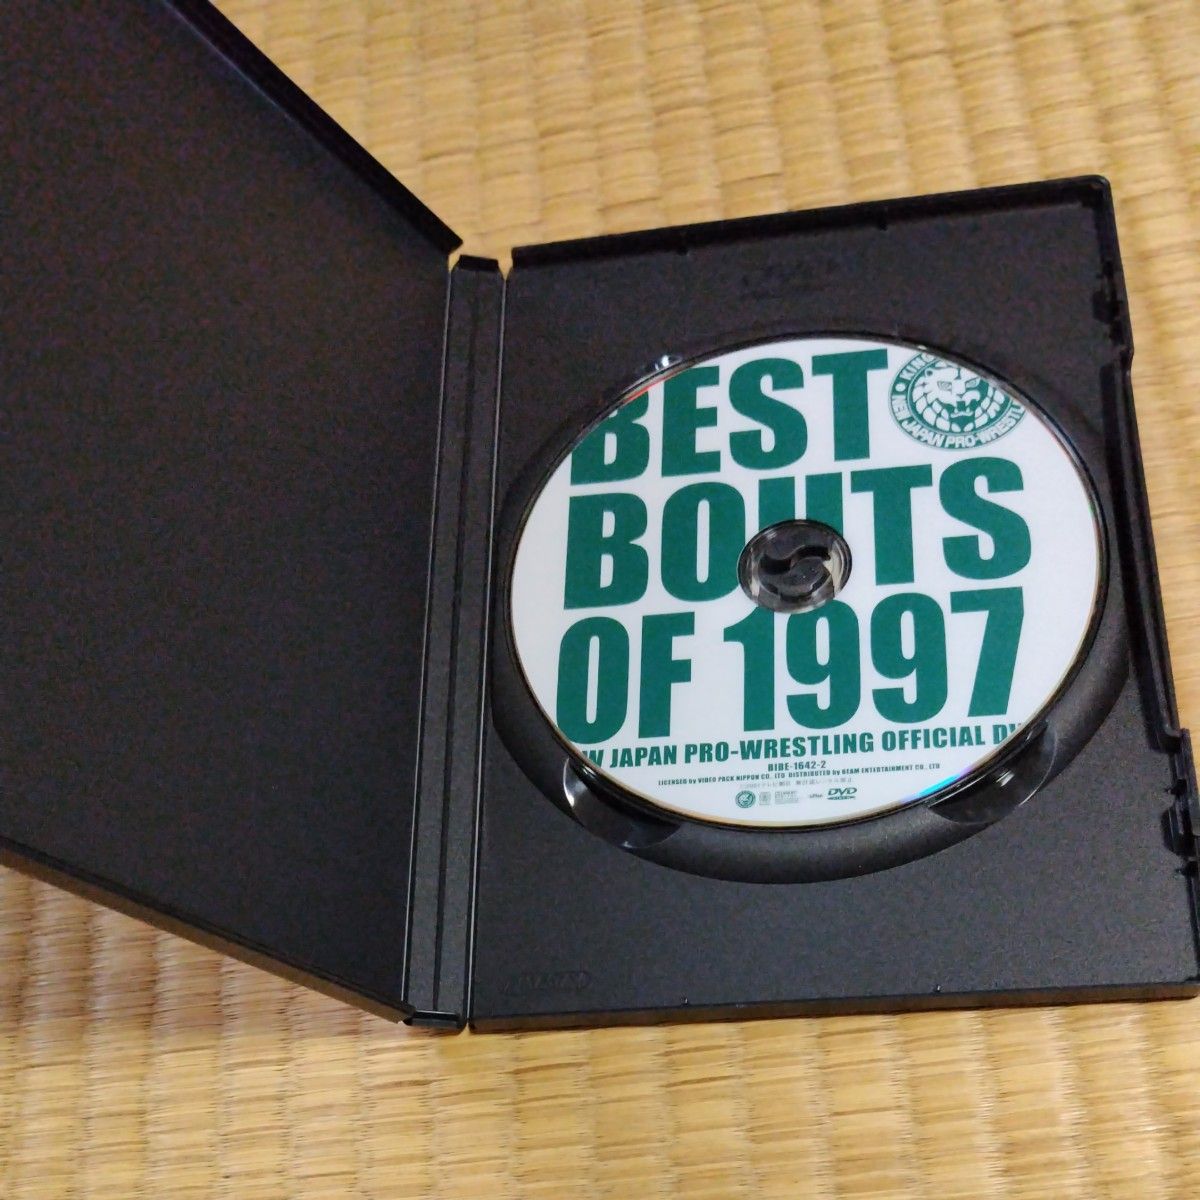 BEST
KING
NEW JAPAN PRO-WRESTL
BOUTS
OF 1997
W JAPAN PRO-WRESTLING OFFICIAL DV
BIBE-1642-2
LICENSED by VIDEO PACK NIPPON CO., LTD DISTRIBUTED by BEAM ENTERTAINMENT CO., LTD
DVD